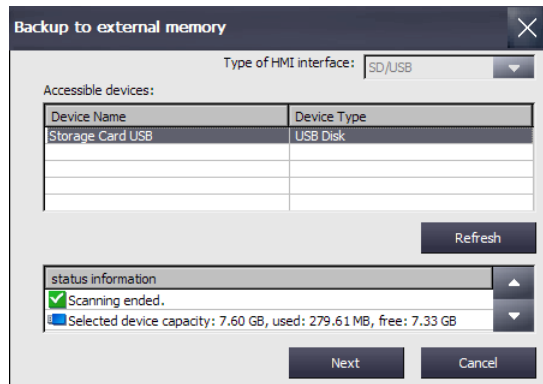 Backup to external memory
Type of HMI interface: SD/USB
Accessible devices:
Device Name Device Type
Storage Card USB USB Disk
Refresh
status information
Scanning ended.
Selected device capacity: 7.60 GB, used: 279.61 MB, free: 7.33 GB
Next Cancel